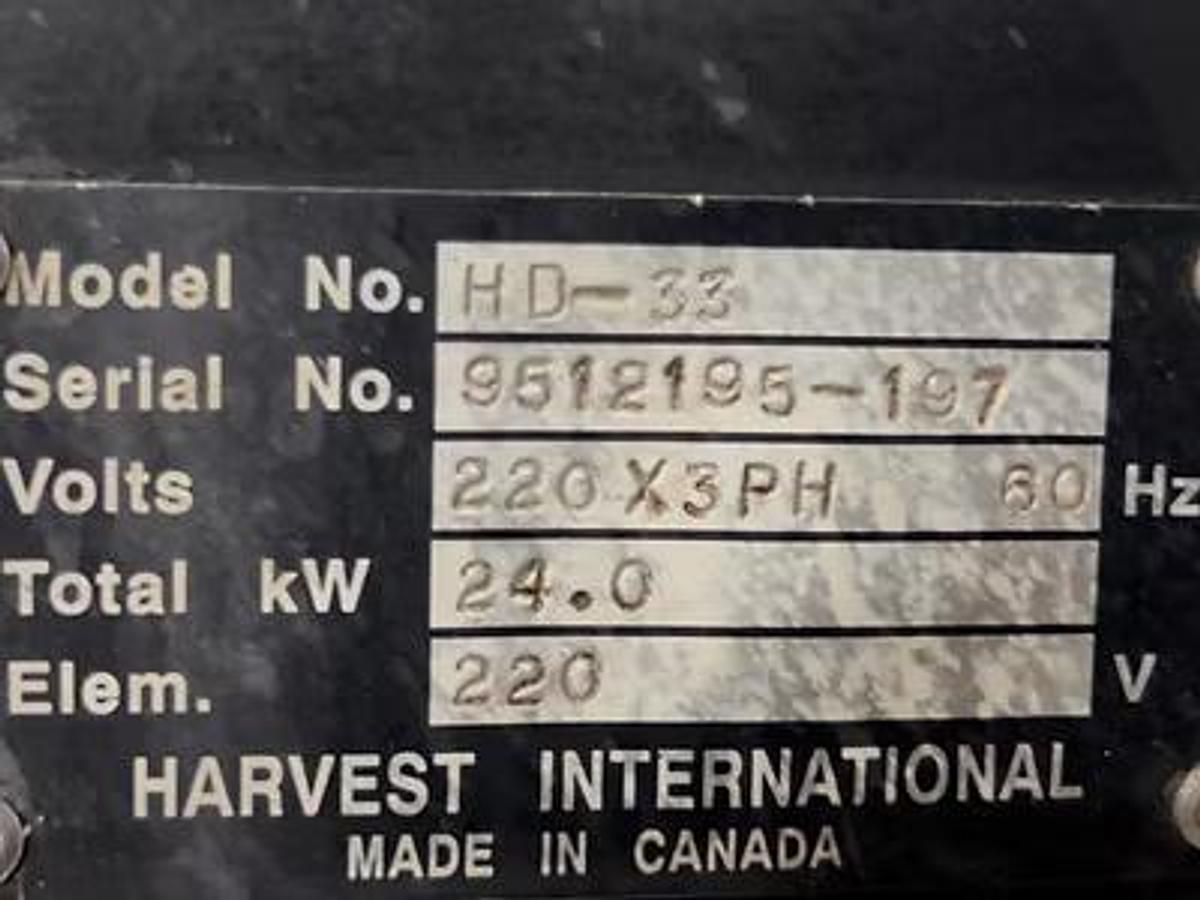 Model No. HD-33
Serial No. 9512195-197
Volts 220 X3PH 60 Hz
Total kW 24.0
Elem. 220 V
HARVEST INTERNATIONAL
MADE IN CANADA